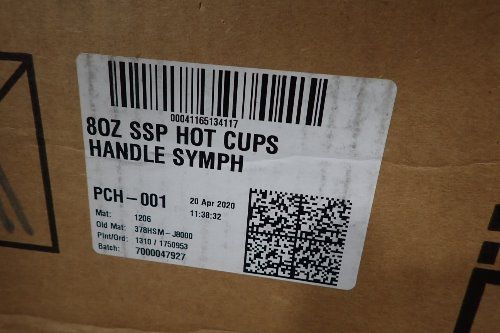 00041165134117
8OZ SSP HOT CUPS
HANDLE SYMPH
PCH-001
20 Apr 2020
11:38:32
Mat: 1206
Old Mat: 378HSM-J8000
Plnt/Ord: 1310 / 1750953
Batch: 7000047927